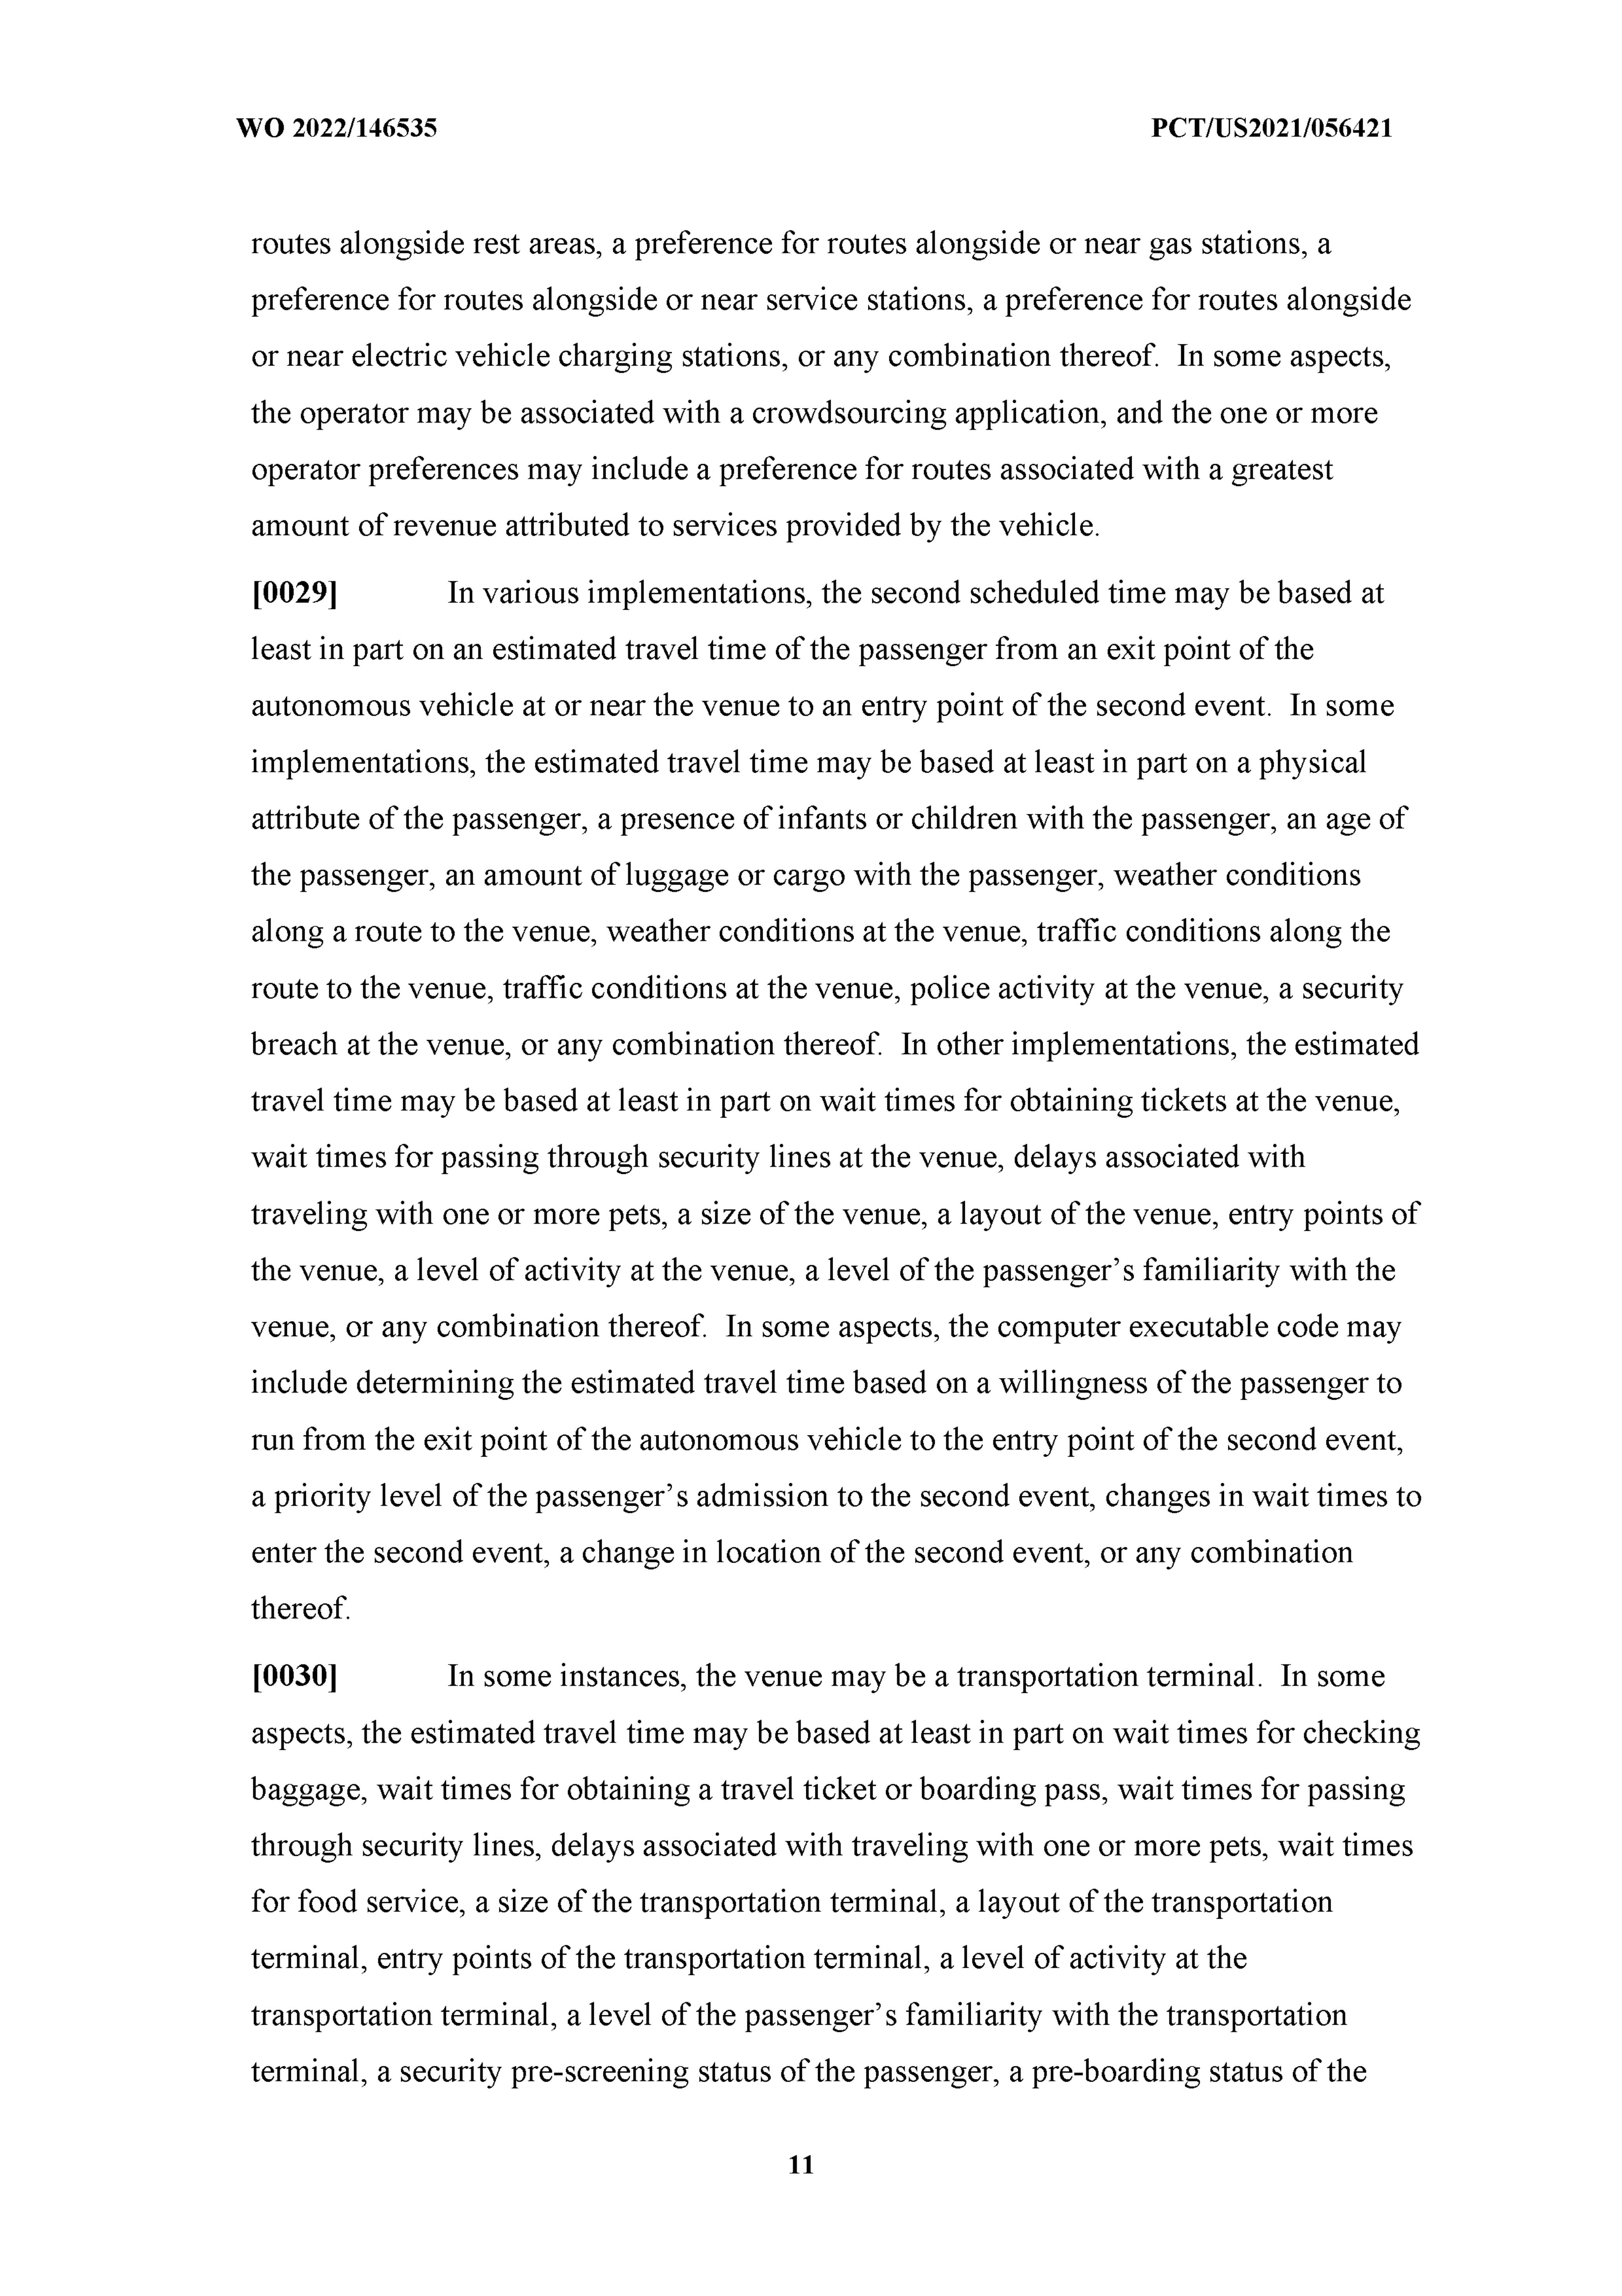 WO 2022/146535 PCT/US2021/056421
routes alongside rest areas, a preference for routes alongside or near gas stations, a
preference for routes alongside or near service stations, a preference for routes alongside
or near electric vehicle charging stations, or any combination thereof.  In some aspects,
the operator may be associated with a crowdsourcing application, and the one or more
operator preferences may include a preference for routes associated with a greatest
amount of revenue attributed to services provided by the vehicle.
[0029] In various implementations, the second scheduled time may be based at
least in part on an estimated travel time of the passenger from an exit point of the
autonomous vehicle at or near the venue to an entry point of the second event.  In some
implementations, the estimated travel time may be based at least in part on a physical
attribute of the passenger, a presence of infants or children with the passenger, an age of
the passenger, an amount of luggage or cargo with the passenger, weather conditions
along a route to the venue, weather conditions at the venue, traffic conditions along the
route to the venue, traffic conditions at the venue, police activity at the venue, a security
breach at the venue, or any combination thereof.  In other implementations, the estimated
travel time may be based at least in part on wait times for obtaining tickets at the venue,
wait times for passing through security lines at the venue, delays associated with
traveling with one or more pets, a size of the venue, a layout of the venue, entry points of
the venue, a level of activity at the venue, a level of the passenger’s familiarity with the
venue, or any combination thereof.  In some aspects, the computer executable code may
include determining the estimated travel time based on a willingness of the passenger to
run from the exit point of the autonomous vehicle to the entry point of the second event,
a priority level of the passenger’s admission to the second event, changes in wait times to
enter the second event, a change in location of the second event, or any combination
thereof.
[0030] In some instances, the venue may be a transportation terminal.  In some
aspects, the estimated travel time may be based at least in part on wait times for checking
baggage, wait times for obtaining a travel ticket or boarding pass, wait times for passing
through security lines, delays associated with traveling with one or more pets, wait times
for food service, a size of the transportation terminal, a layout of the transportation
terminal, entry points of the transportation terminal, a level of activity at the
transportation terminal, a level of the passenger’s familiarity with the transportation
terminal, a security pre-screening status of the passenger, a pre-boarding status of the
11